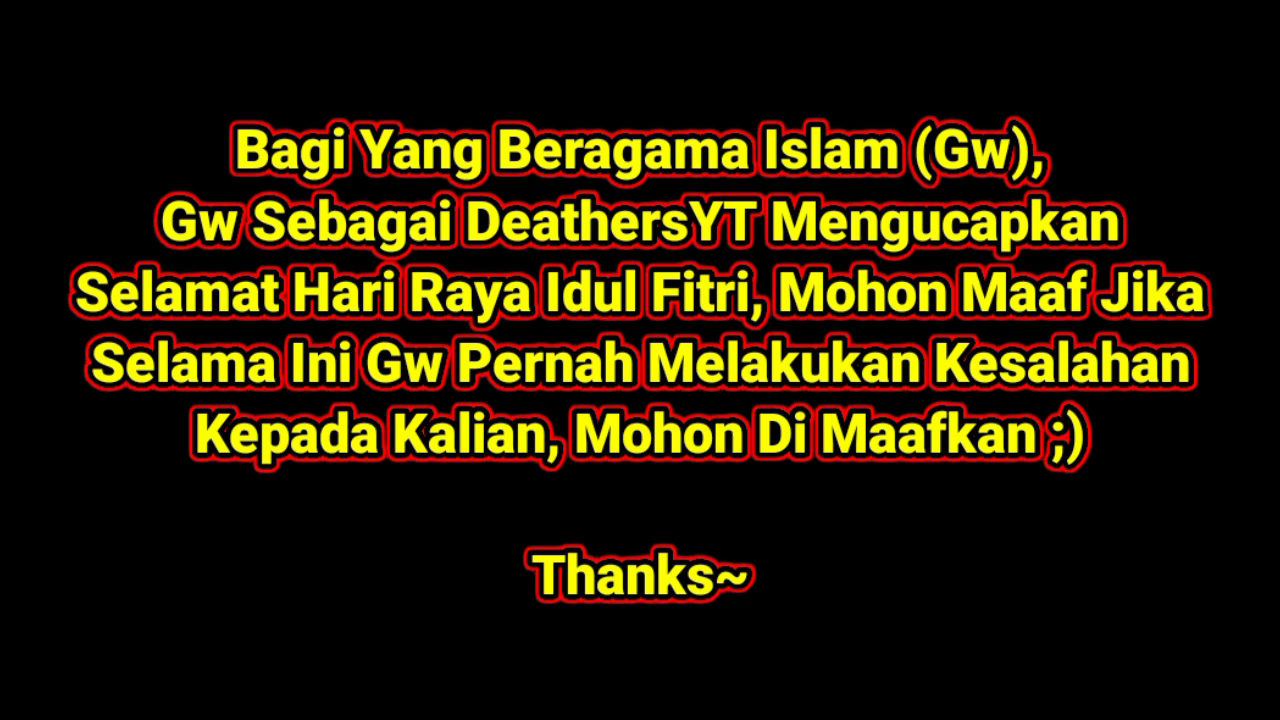 Bagi Yang Beragama Islam (Gw),
Gw Sebagai DeathersYT Mengucapkan
Selamat Hari Raya Idul Fitri, Mohon Maaf Jika
Selama Ini Gw Pernah Melakukan Kesalahan
Kepada Kalian, Mohon Di Maafkan ;)
Thanks~